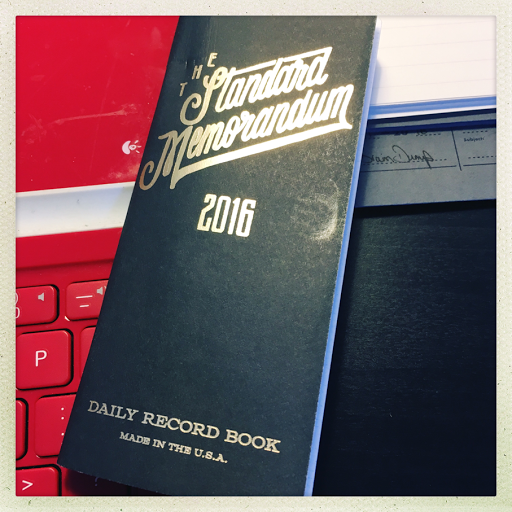 THE
Standard
Memorandum
2016
DAILY RECORD BOOK
MADE IN THE U.S.A.
P
>